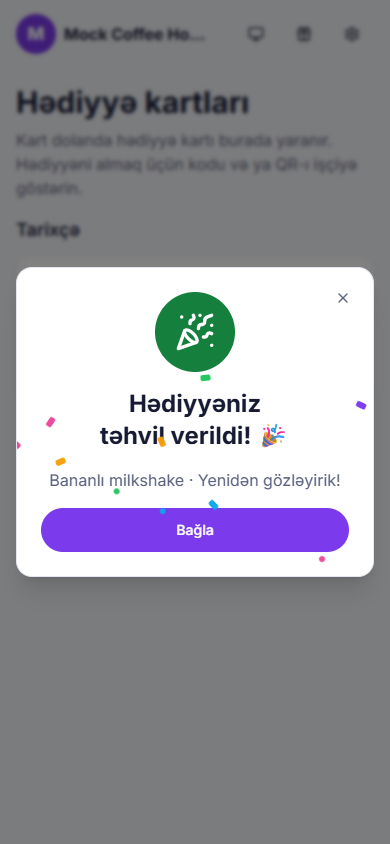 M Mock Coffee Ho...
Hədiyyə kartları
Kart dolanda hədiyyə kartı burada yaranır.
Hədiyyəni almaq üçün kodu və ya QR-ı işçiyə
göstərin.
Tarixçə
Hədiyyəniz
təhvil verildi! 🎉
Bananlı milkshake · Yenidən gözləyirik!
Bağla